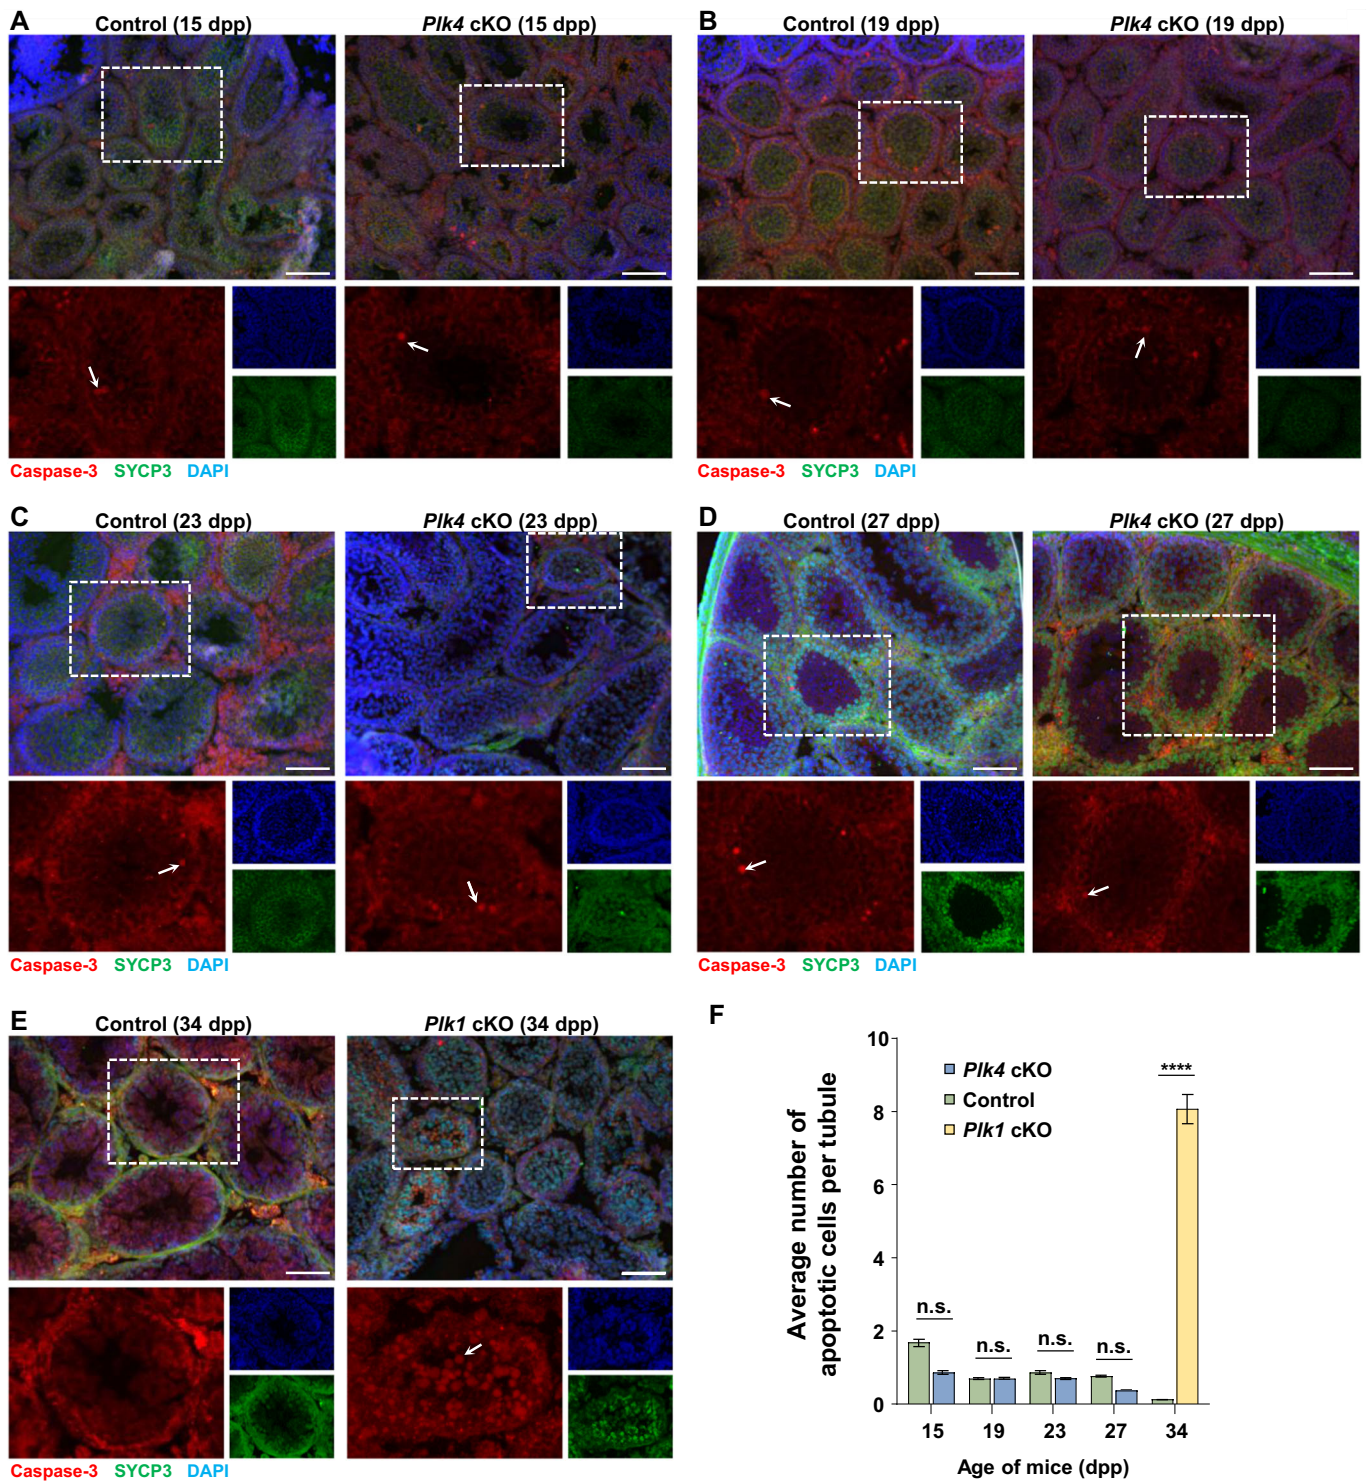 A
Control (15 dpp)
Plk4 cKO (15 dpp)
B
Control (19 dpp)
Plk4 cKO (19 dpp)
Caspase-3 SYCP3 DAPI
Caspase-3 SYCP3 DAPI
C
Control (23 dpp)
Plk4 cKO (23 dpp)
D
Control (27 dpp)
Plk4 cKO (27 dpp)
Caspase-3 SYCP3 DAPI
Caspase-3 SYCP3 DAPI
E
Control (34 dpp)
Plk1 cKO (34 dpp)
Caspase-3 SYCP3 DAPI
F
Average number of
apoptotic cells per tubule
10
8
6
4
2
0
Plk4 cKO
Control
Plk1 cKO
****
n.s.
n.s.
n.s.
n.s.
15 19 23 27 34
Age of mice (dpp)